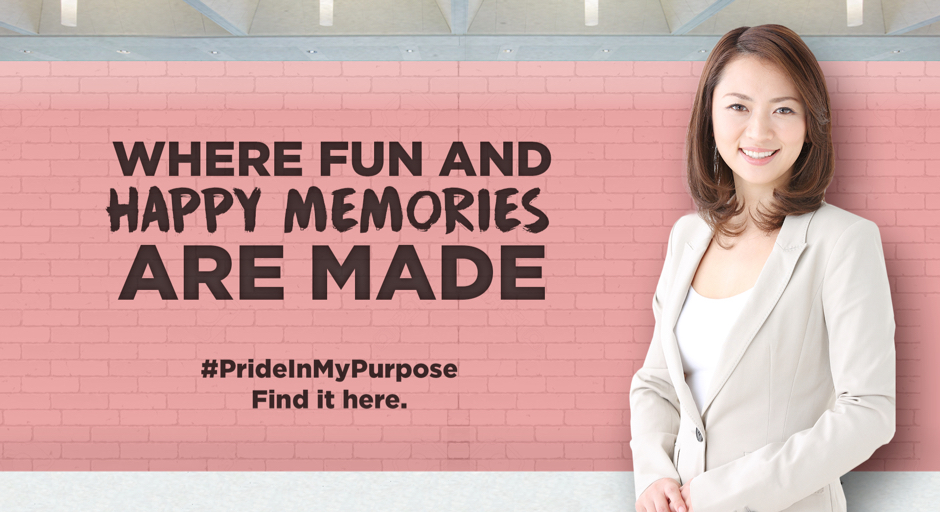 WHERE FUN AND
HAPPY MEMORIES
ARE MADE
#PrideInMyPurpose
Find it here.